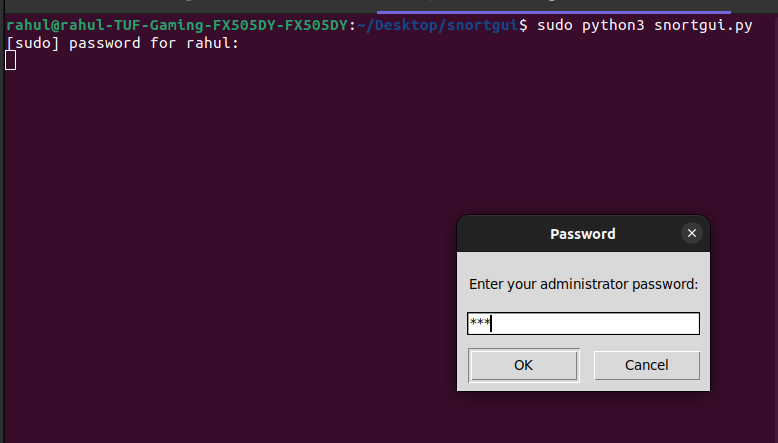 rahul@rahul-TUF-Gaming-FX505DY-FX505DY:~/Desktop/snortgui$ sudo python3 snortgui.py
[sudo] password for rahul:
Password
Enter your administrator password:
***
OK Cancel